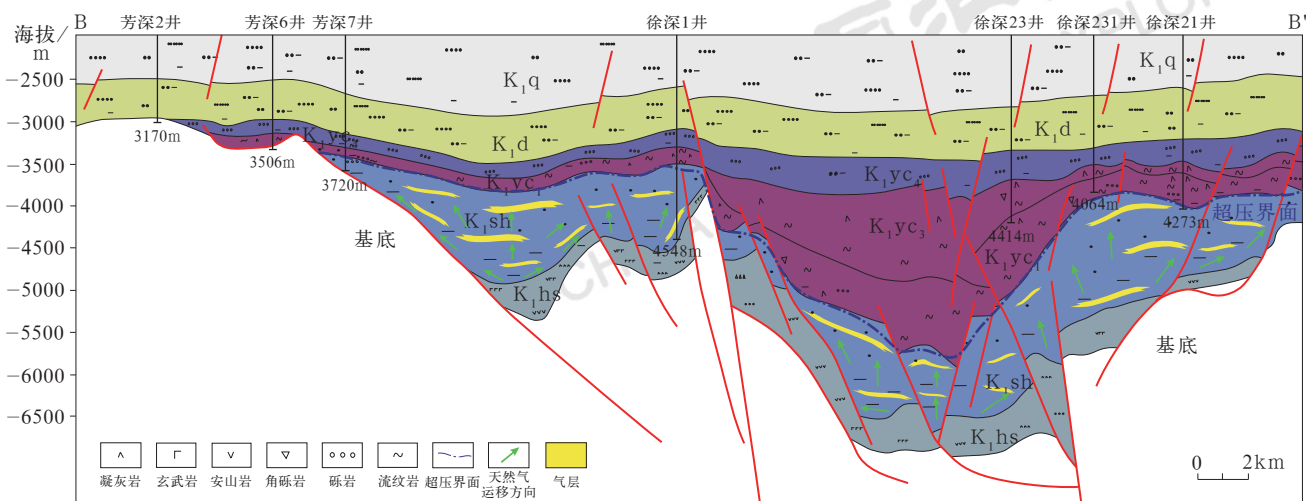 B 芳深2井 芳深6井 芳深7井 徐深1井 徐深23井 徐深231井 徐深21井 B'
海拔/
m
−2500
−3000
−3500
−4000
−4500
−5000
−5500
−6000
−6500
K₁q
K₁q
K₁d
K₁d
3170m
3506m
3720m
K₁yc
K₁yc₁
K₁yc₄
K₁yc₃
K₁yc₁
K₁sh
4548m
4414m
4064m
4273m
超压界面
基底
基底
K₁hs
K₁sh
K₁hs
凝灰岩 玄武岩 安山岩 角砾岩 砾岩 流纹岩 超压界面 天然气
运移方向 气层
0 2km